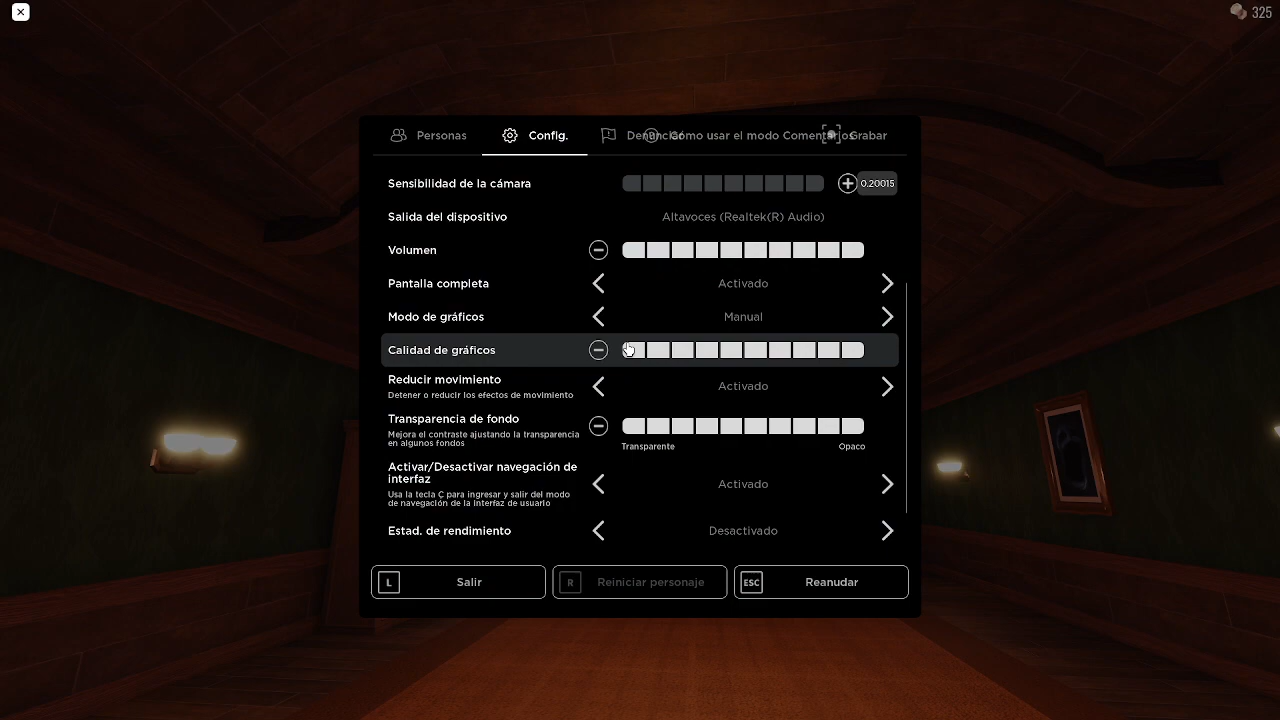 325
Personas
Config.
Denunciar
Cómo usar el modo Comentarios
Grabar
Sensibilidad de la cámara
0.20015
Salida del dispositivo
Altavoces (Realtek(R) Audio)
Volumen
Pantalla completa
Activado
Modo de gráficos
Manual
Calidad de gráficos
Reducir movimiento
Detener o reducir los efectos de movimiento
Activado
Transparencia de fondo
Mejora el contraste ajustando la transparencia
en algunos fondos
Transparente
Opaco
Activar/Desactivar navegación de
interfaz
Usa la tecla C para ingresar y salir del modo
de navegación de la interfaz de usuario
Activado
Estad. de rendimiento
Desactivado
L Salir
R Reiniciar personaje
ESC Reanudar